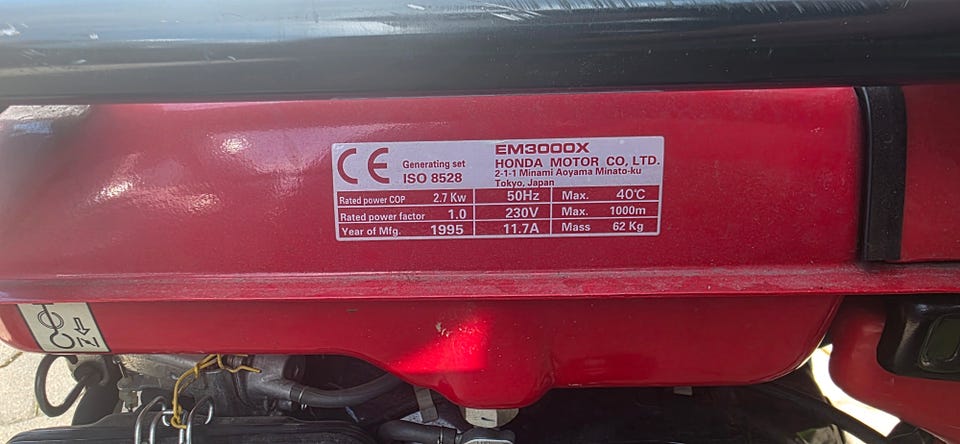 CE Generating set ISO 8528
EM3000X
HONDA MOTOR CO, LTD.
2-1-1 Minami Aoyama Minato-ku
Tokyo, Japan
Rated power COP 2.7 Kw 50Hz Max. 40℃
Rated power factor 1.0 230V Max. 1000m
Year of Mfg. 1995 11.7A Mass 62 Kg